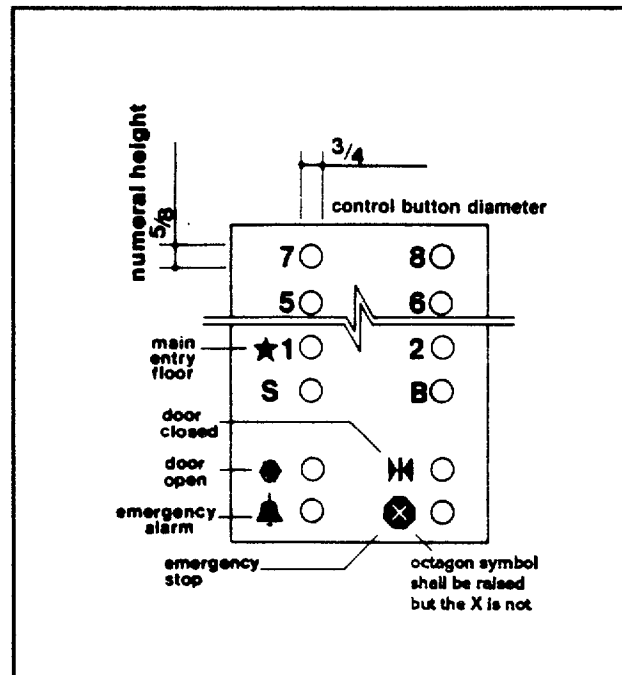 numeral height
5/8
3/4
control button diameter
7 8
5 6
main
entry
floor
1 2
S B
door
closed
door
open
emergency
alarm
emergency
stop
octagon symbol
shall be raised
but the X is not